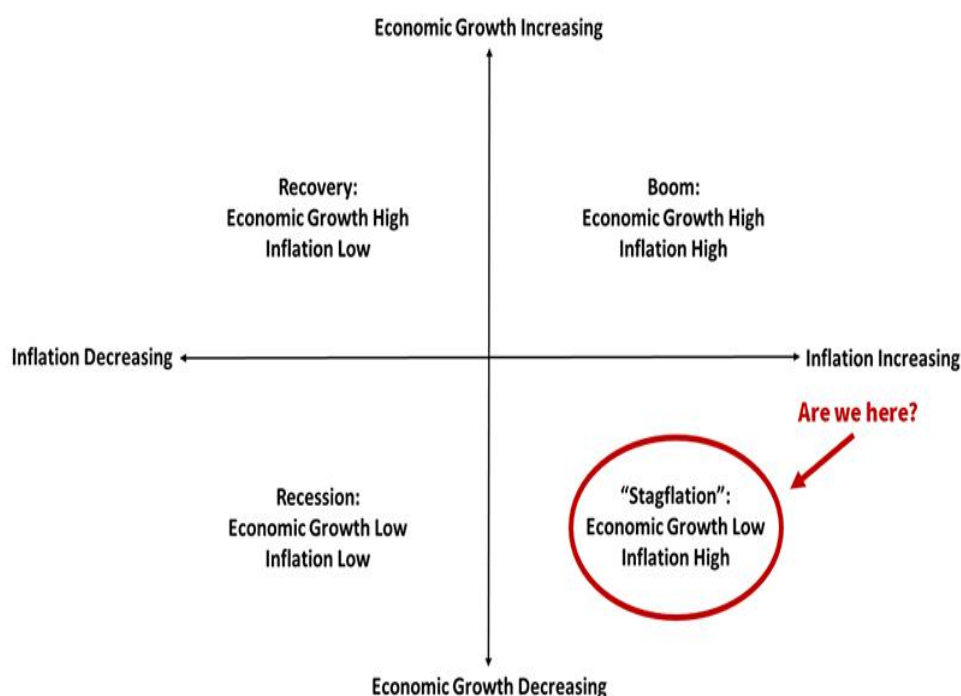 Economic Growth Increasing
Recovery:
Economic Growth High
Inflation Low
Boom:
Economic Growth High
Inflation High
Inflation Decreasing
Inflation Increasing
Are we here?
Recession:
Economic Growth Low
Inflation Low
“Stagflation”:
Economic Growth Low
Inflation High
Economic Growth Decreasing